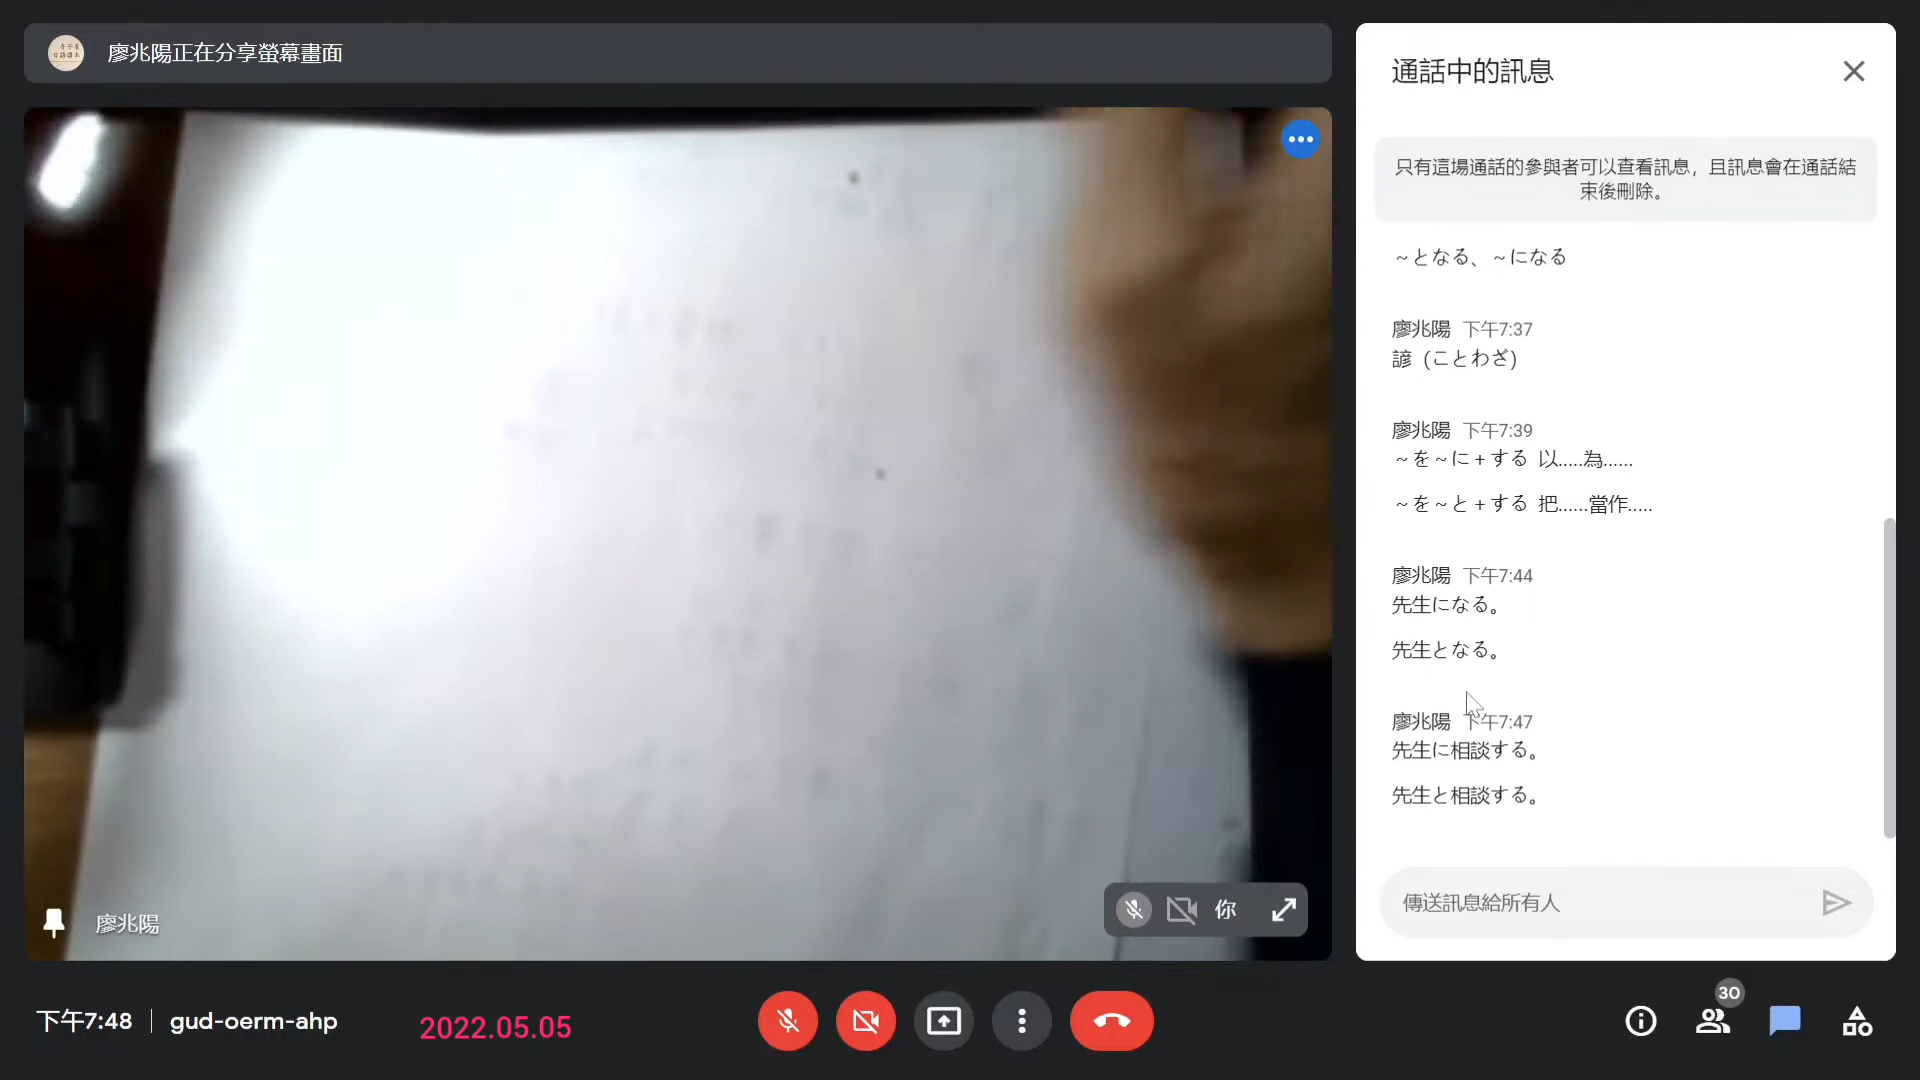 廖兆陽正在分享螢幕畫面
廖兆陽
你
通話中的訊息
只有這場通話的參與者可以查看訊息，且訊息會在通話結
束後刪除。
～となる、～になる
廖兆陽 下午7:37
諺（ことわざ）
廖兆陽 下午7:39
～を～に＋する 以.....為......
～を～と＋する 把......當作.....
廖兆陽 下午7:44
先生になる。
先生となる。
廖兆陽 下午7:47
先生に相談する。
先生と相談する。
傳送訊息給所有人
下午7:48
gud-oerm-ahp
2022.05.05
30